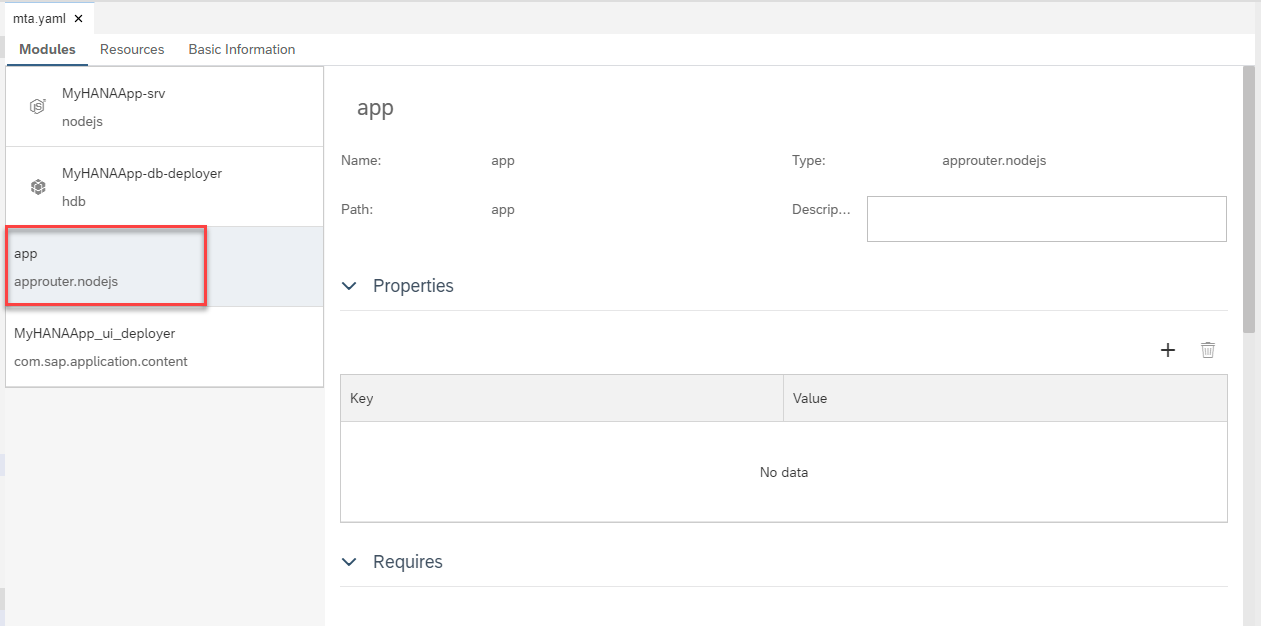 mta.yaml ×
Modules Resources Basic Information
MyHANAApp-srv
nodejs
MyHANAApp-db-deployer
hdb
app
approuter.nodejs
MyHANAApp_ui_deployer
com.sap.application.content
app
Name: app Type: approuter.nodejs
Path: app Descrip...
Properties
Key Value
No data
Requires